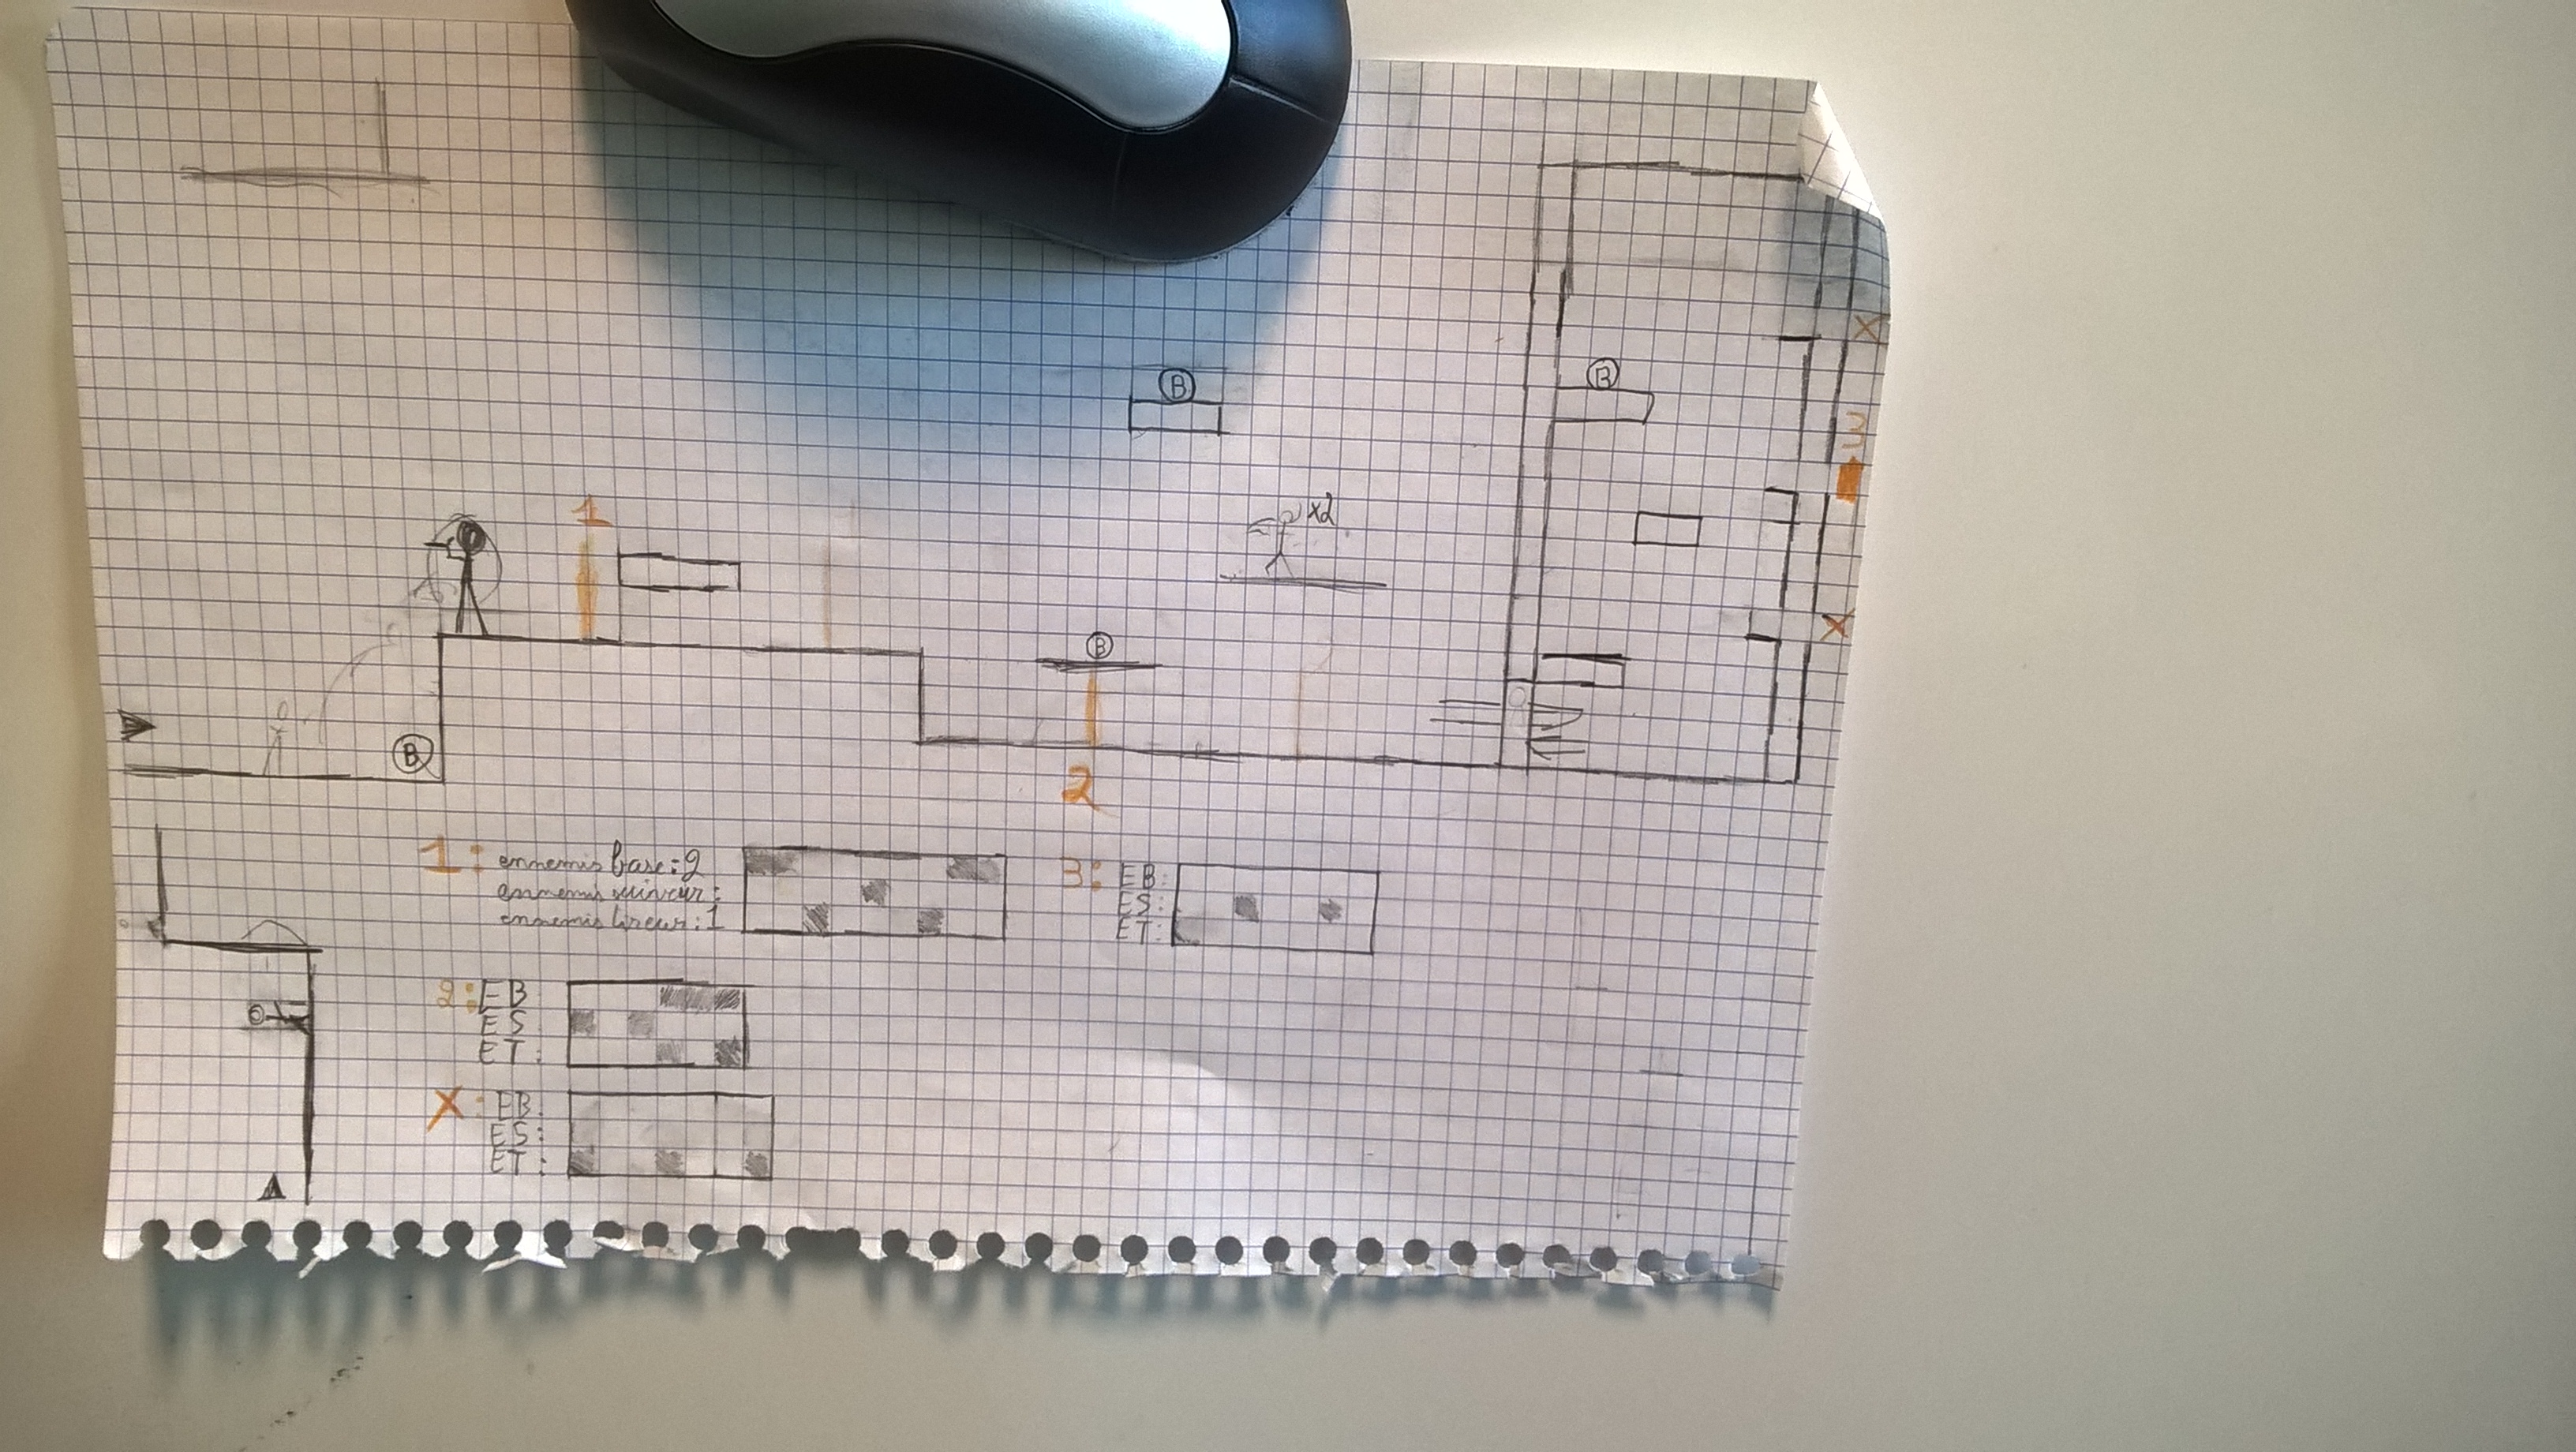 B
B
1
x2
3
X
B
X
B
2
1: ennemis base: 2
ennemis suiveur:
ennemis tireur: 1
3: EB:
ES:
ET:
2: EB
ES
ET:
X: EB:
ES:
ET: